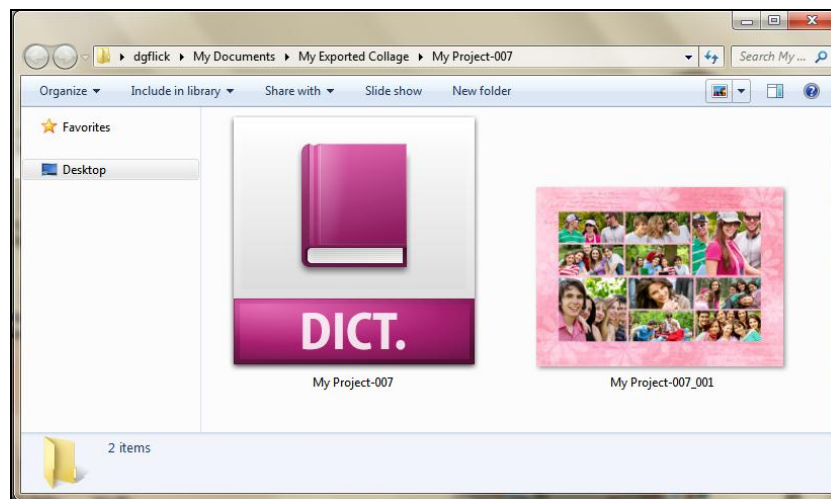 dgflick ▸ My Documents ▸ My Exported Collage ▸ My Project-007
Search My ...
Organize Include in library Share with Slide show New folder
Favorites
Desktop
DICT.
My Project-007
My Project-007_001
2 items